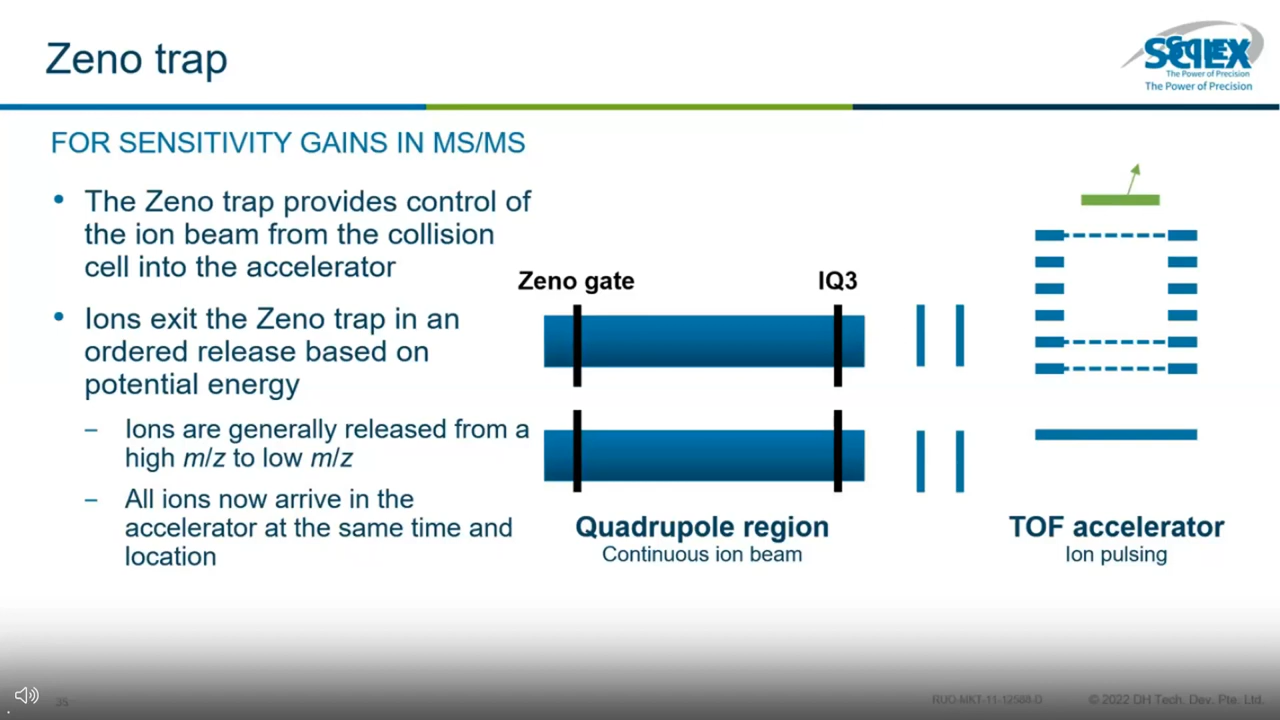 Zeno trap
SCIEX
The Power of Precision
The Power of Precision
FOR SENSITIVITY GAINS IN MS/MS
• The Zeno trap provides control of
the ion beam from the collision
cell into the accelerator
• Ions exit the Zeno trap in an
ordered release based on
potential energy
– Ions are generally released from a
high m/z to low m/z
– All ions now arrive in the
accelerator at the same time and
location
Zeno gate
IQ3
Quadrupole region
Continuous ion beam
TOF accelerator
Ion pulsing
35
RUO-MKT-11-12588-D
© 2022 DH Tech. Dev. Pte. Ltd.